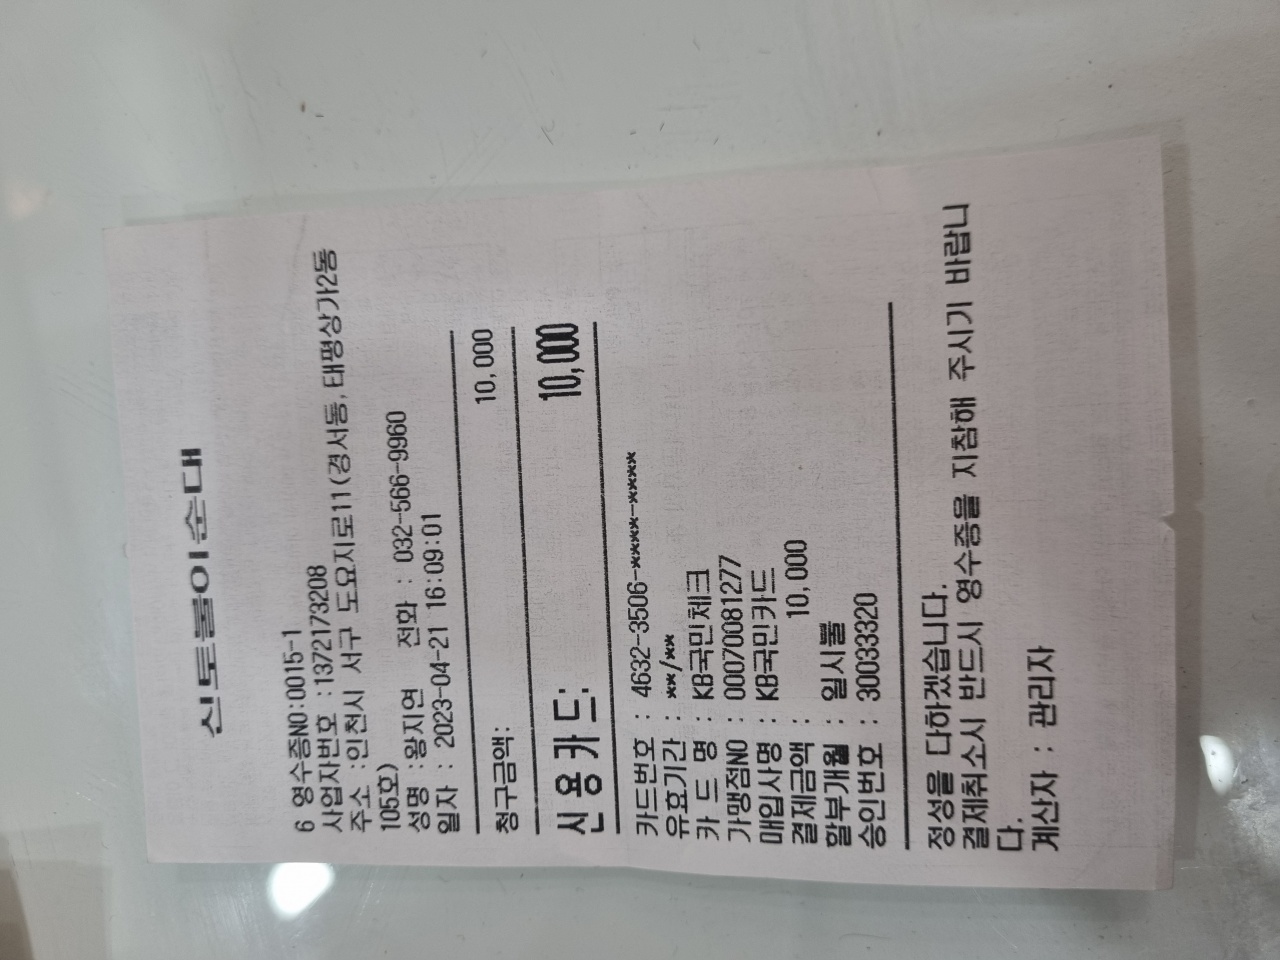 신토불이순대
6 영수증NO:0015-1
사업자번호 :1372173208
주소 :인천시 서구 도요지로11(경서동,태평상가2동
105호)
성명 :왕지연 전화 : 032-566-9960
일자 : 2023-04-21 16:09:01
청구금액: 10,000
신용카드: 10,000
카드번호 : 4632-3506-****-****
유효기간 : **/**
카 드 명 : KB국민체크
가맹점NO : 00070081277
매입사명 : KB국민카드
결제금액 : 10,000
할부개월 : 일시불
승인번호 : 30033320
정성을 다하겠습니다.
결제취소시 반드시 영수증을 지참해 주시기 바랍니
다.
계산자 : 관리자